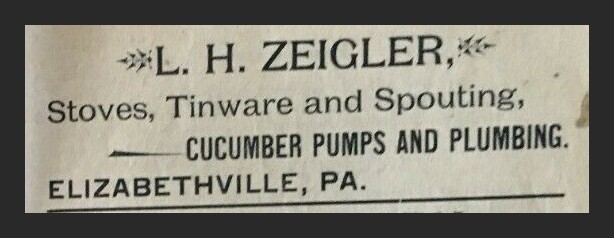 L. H. ZEIGLER,
Stoves, Tinware and Spouting,
CUCUMBER PUMPS AND PLUMBING.
ELIZABETHVILLE, PA.